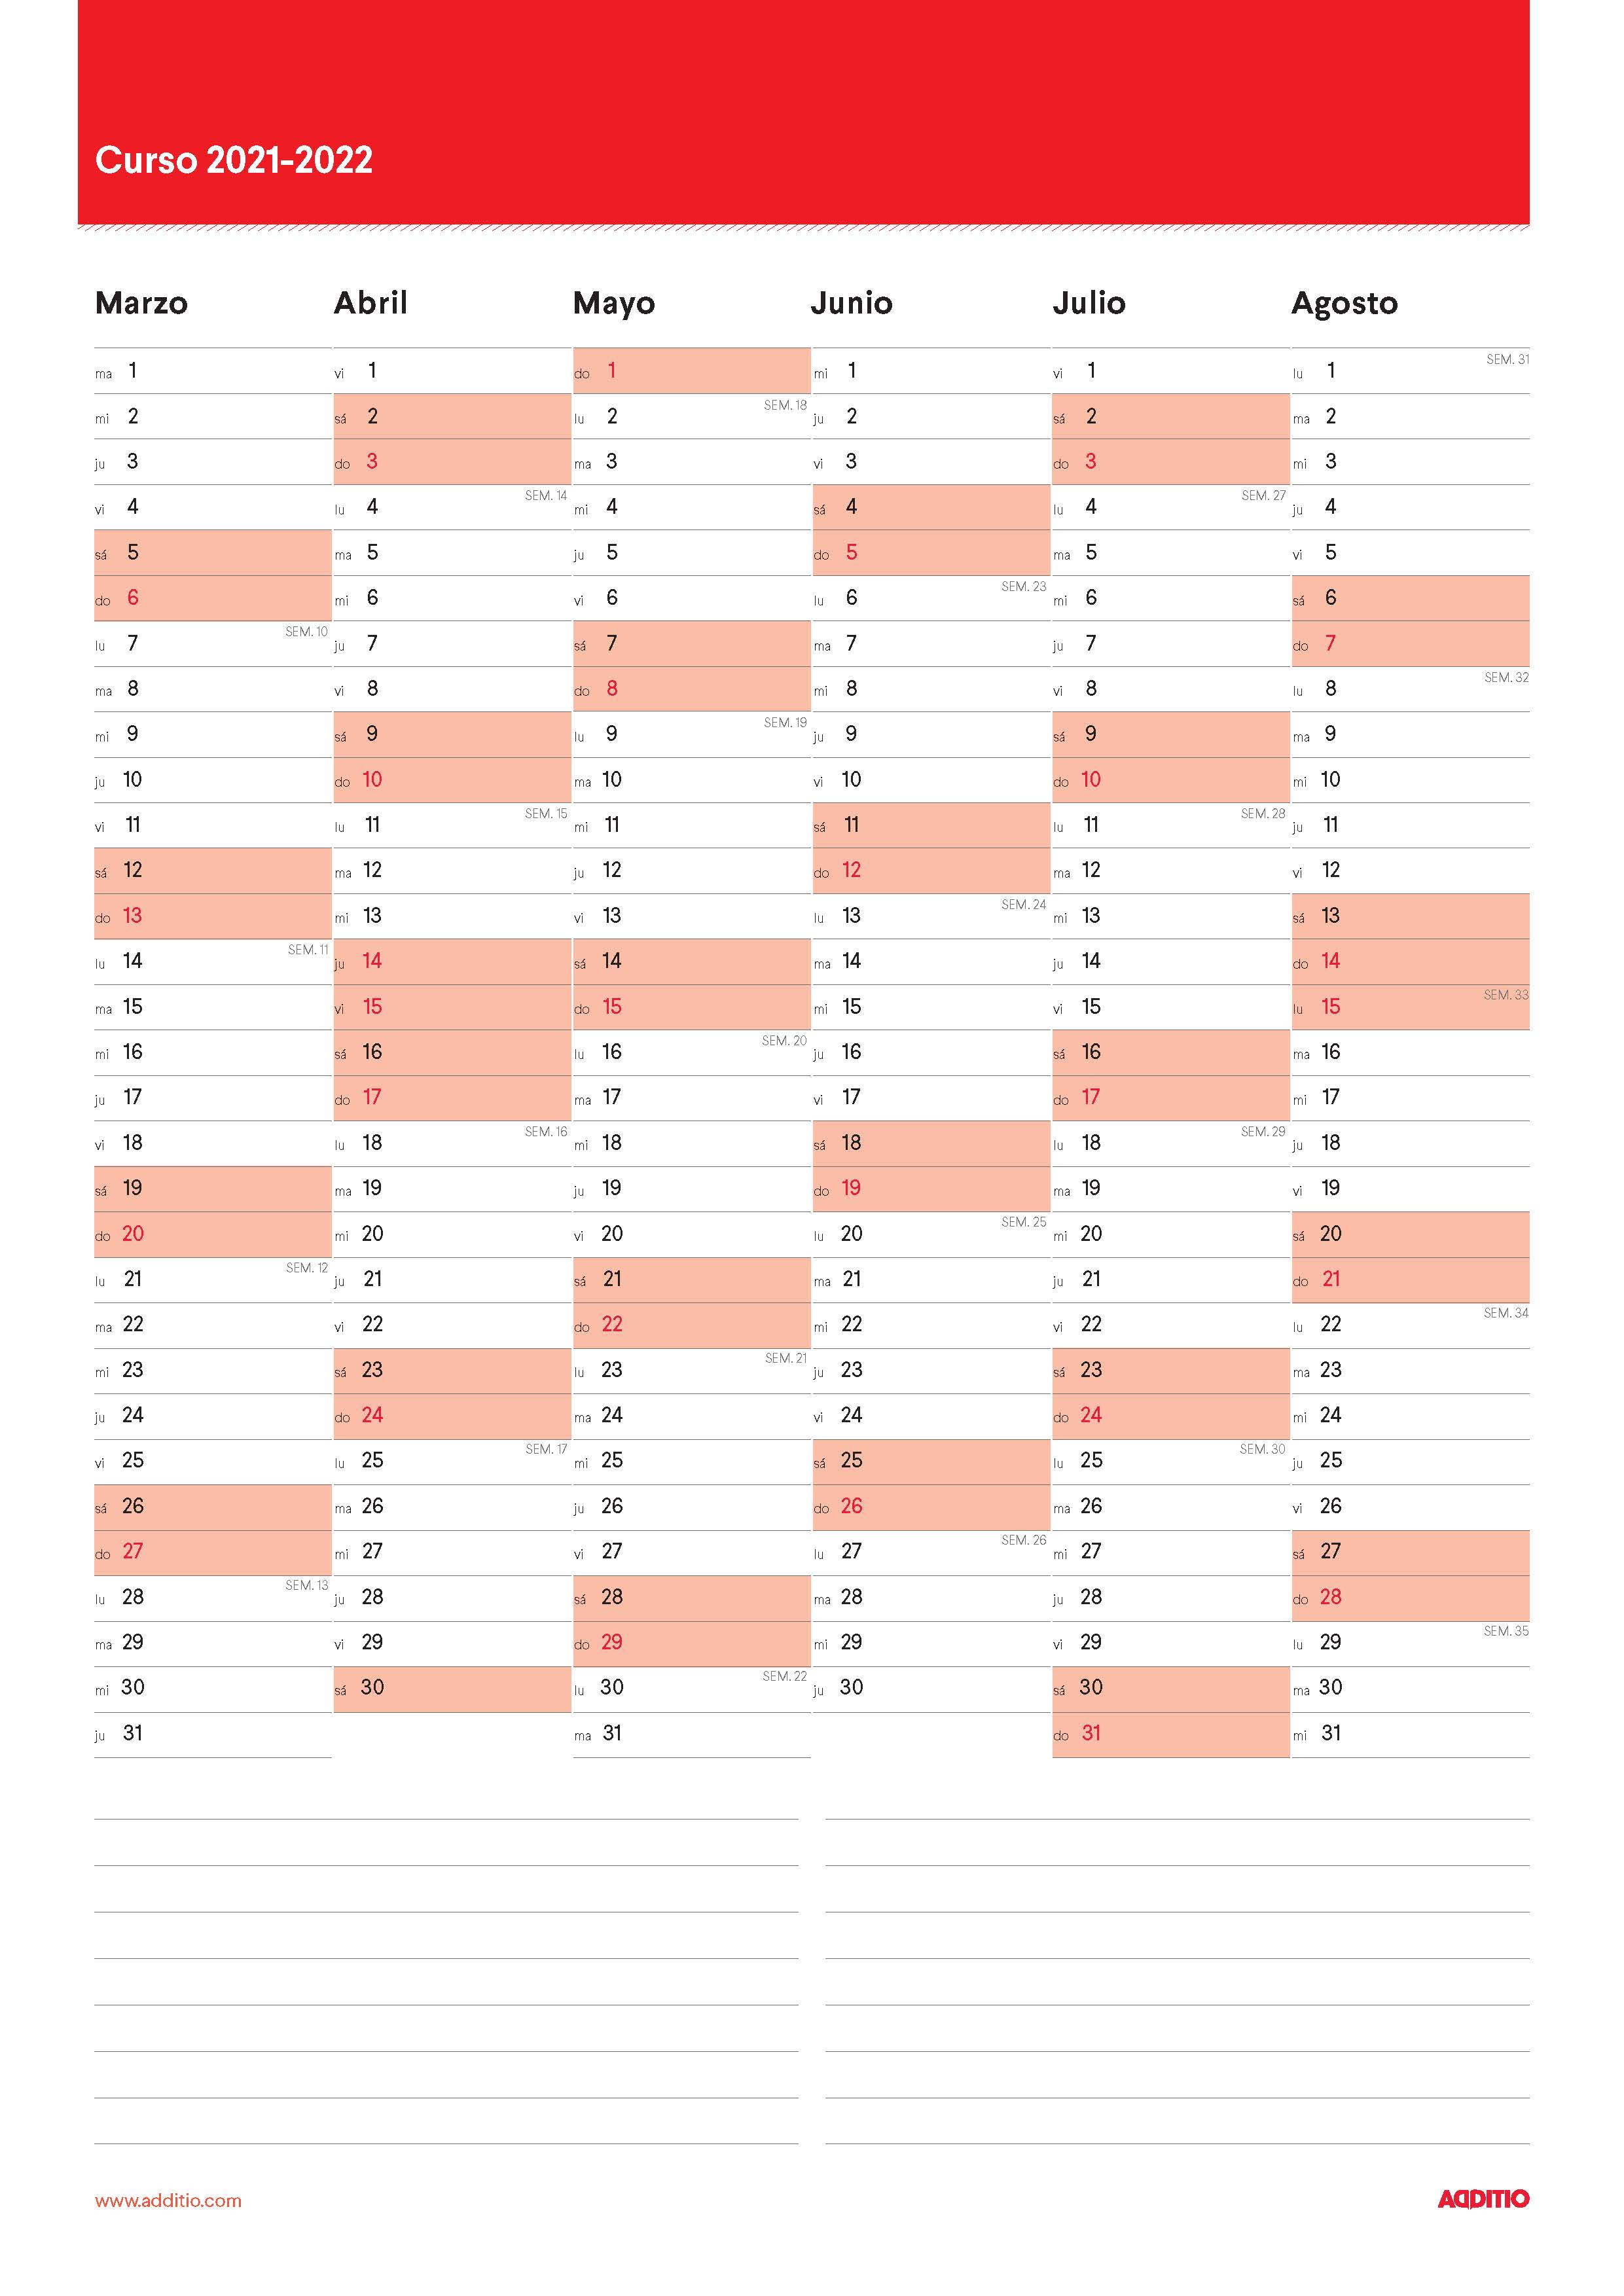 Curso 2021-2022
Marzo Abril Mayo Junio Julio Agosto
ma 1 vi 1 do 1 mi 1 vi 1 lu 1 SEM. 31
mi 2 sá 2 lu 2 SEM. 18 ju 2 sá 2 ma 2
ju 3 do 3 ma 3 vi 3 do 3 mi 3
vi 4 lu 4 SEM. 14 mi 4 sá 4 lu 4 SEM. 27 ju 4
sá 5 ma 5 ju 5 do 5 ma 5 vi 5
do 6 mi 6 vi 6 lu 6 SEM. 23 mi 6 sá 6
lu 7 SEM. 10 ju 7 sá 7 ma 7 ju 7 do 7
ma 8 vi 8 do 8 mi 8 vi 8 lu 8 SEM. 32
mi 9 sá 9 lu 9 SEM. 19 ju 9 sá 9 ma 9
ju 10 do 10 ma 10 vi 10 do 10 mi 10
vi 11 lu 11 SEM. 15 mi 11 sá 11 lu 11 SEM. 28 ju 11
sá 12 ma 12 ju 12 do 12 ma 12 vi 12
do 13 mi 13 vi 13 lu 13 SEM. 24 mi 13 sá 13
lu 14 SEM. 11 ju 14 sá 14 ma 14 ju 14 do 14
ma 15 vi 15 do 15 mi 15 vi 15 lu 15 SEM. 33
mi 16 sá 16 lu 16 SEM. 20 ju 16 sá 16 ma 16
ju 17 do 17 ma 17 vi 17 do 17 mi 17
vi 18 lu 18 SEM. 16 mi 18 sá 18 lu 18 SEM. 29 ju 18
sá 19 ma 19 ju 19 do 19 ma 19 vi 19
do 20 mi 20 vi 20 lu 20 SEM. 25 mi 20 sá 20
lu 21 SEM. 12 ju 21 sá 21 ma 21 ju 21 do 21
ma 22 vi 22 do 22 mi 22 vi 22 lu 22 SEM. 34
mi 23 sá 23 lu 23 SEM. 21 ju 23 sá 23 ma 23
ju 24 do 24 ma 24 vi 24 do 24 mi 24
vi 25 lu 25 SEM. 17 mi 25 sá 25 lu 25 SEM. 30 ju 25
sá 26 ma 26 ju 26 do 26 ma 26 vi 26
do 27 mi 27 vi 27 lu 27 SEM. 26 mi 27 sá 27
lu 28 SEM. 13 ju 28 sá 28 ma 28 ju 28 do 28
ma 29 vi 29 do 29 mi 29 vi 29 lu 29 SEM. 35
mi 30 sá 30 lu 30 SEM. 22 ju 30 sá 30 ma 30
ju 31 ma 31 do 31 mi 31
www.additio.com ADDITIO